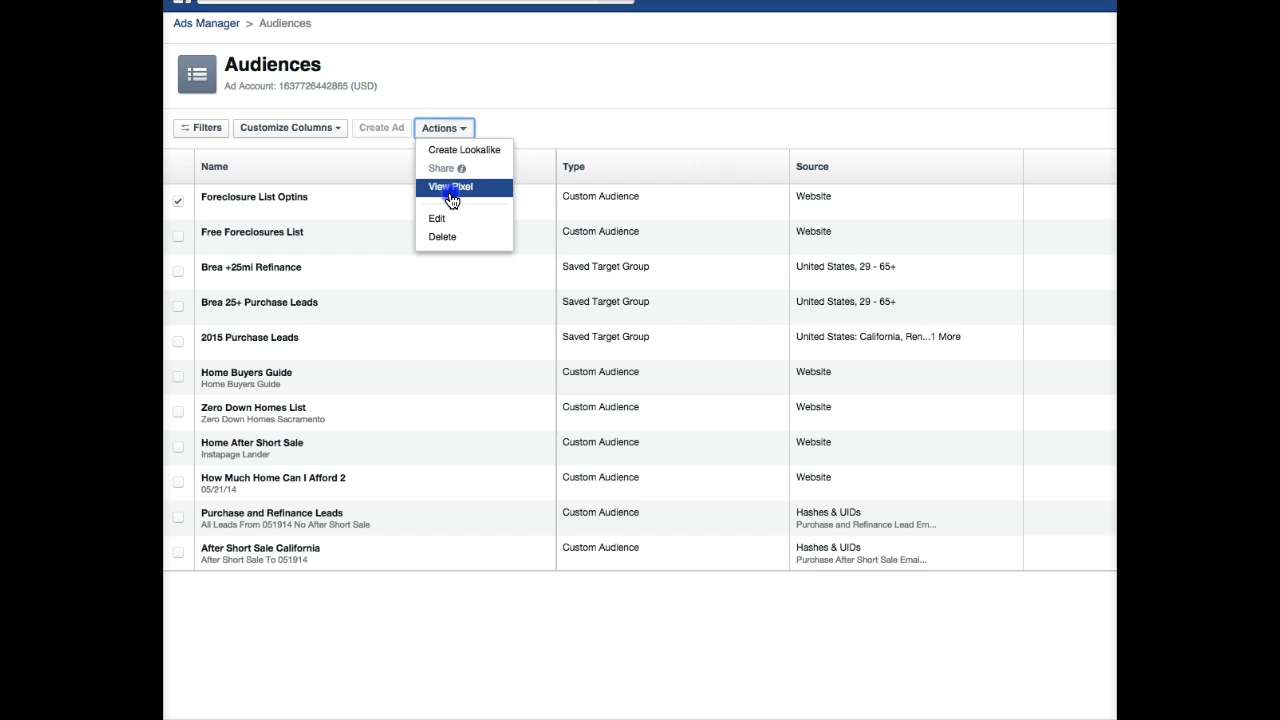 Ads Manager > Audiences
Audiences
Ad Account: 1637726442865 (USD)
Filters Customize Columns Create Ad Actions
Create Lookalike
Share
View Pixel
Edit
Delete
Name Type Source
Foreclosure List Optins Custom Audience Website
Free Foreclosures List Custom Audience Website
Brea +25mi Refinance Saved Target Group United States, 29 - 65+
Brea 25+ Purchase Leads Saved Target Group United States, 29 - 65+
2015 Purchase Leads Saved Target Group United States: California, Ren...1 More
Home Buyers Guide Custom Audience Website
Home Buyers Guide
Zero Down Homes List Custom Audience Website
Zero Down Homes Sacramento
Home After Short Sale Custom Audience Website
Instapage Lander
How Much Home Can I Afford 2 Custom Audience Website
05/21/14
Purchase and Refinance Leads Custom Audience Hashes & UIDs
All Leads From 051914 No After Short Sale Purchase and Refinance Lead Em...
After Short Sale California Custom Audience Hashes & UIDs
After Short Sale To 051914 Purchase After Short Sale Emai...